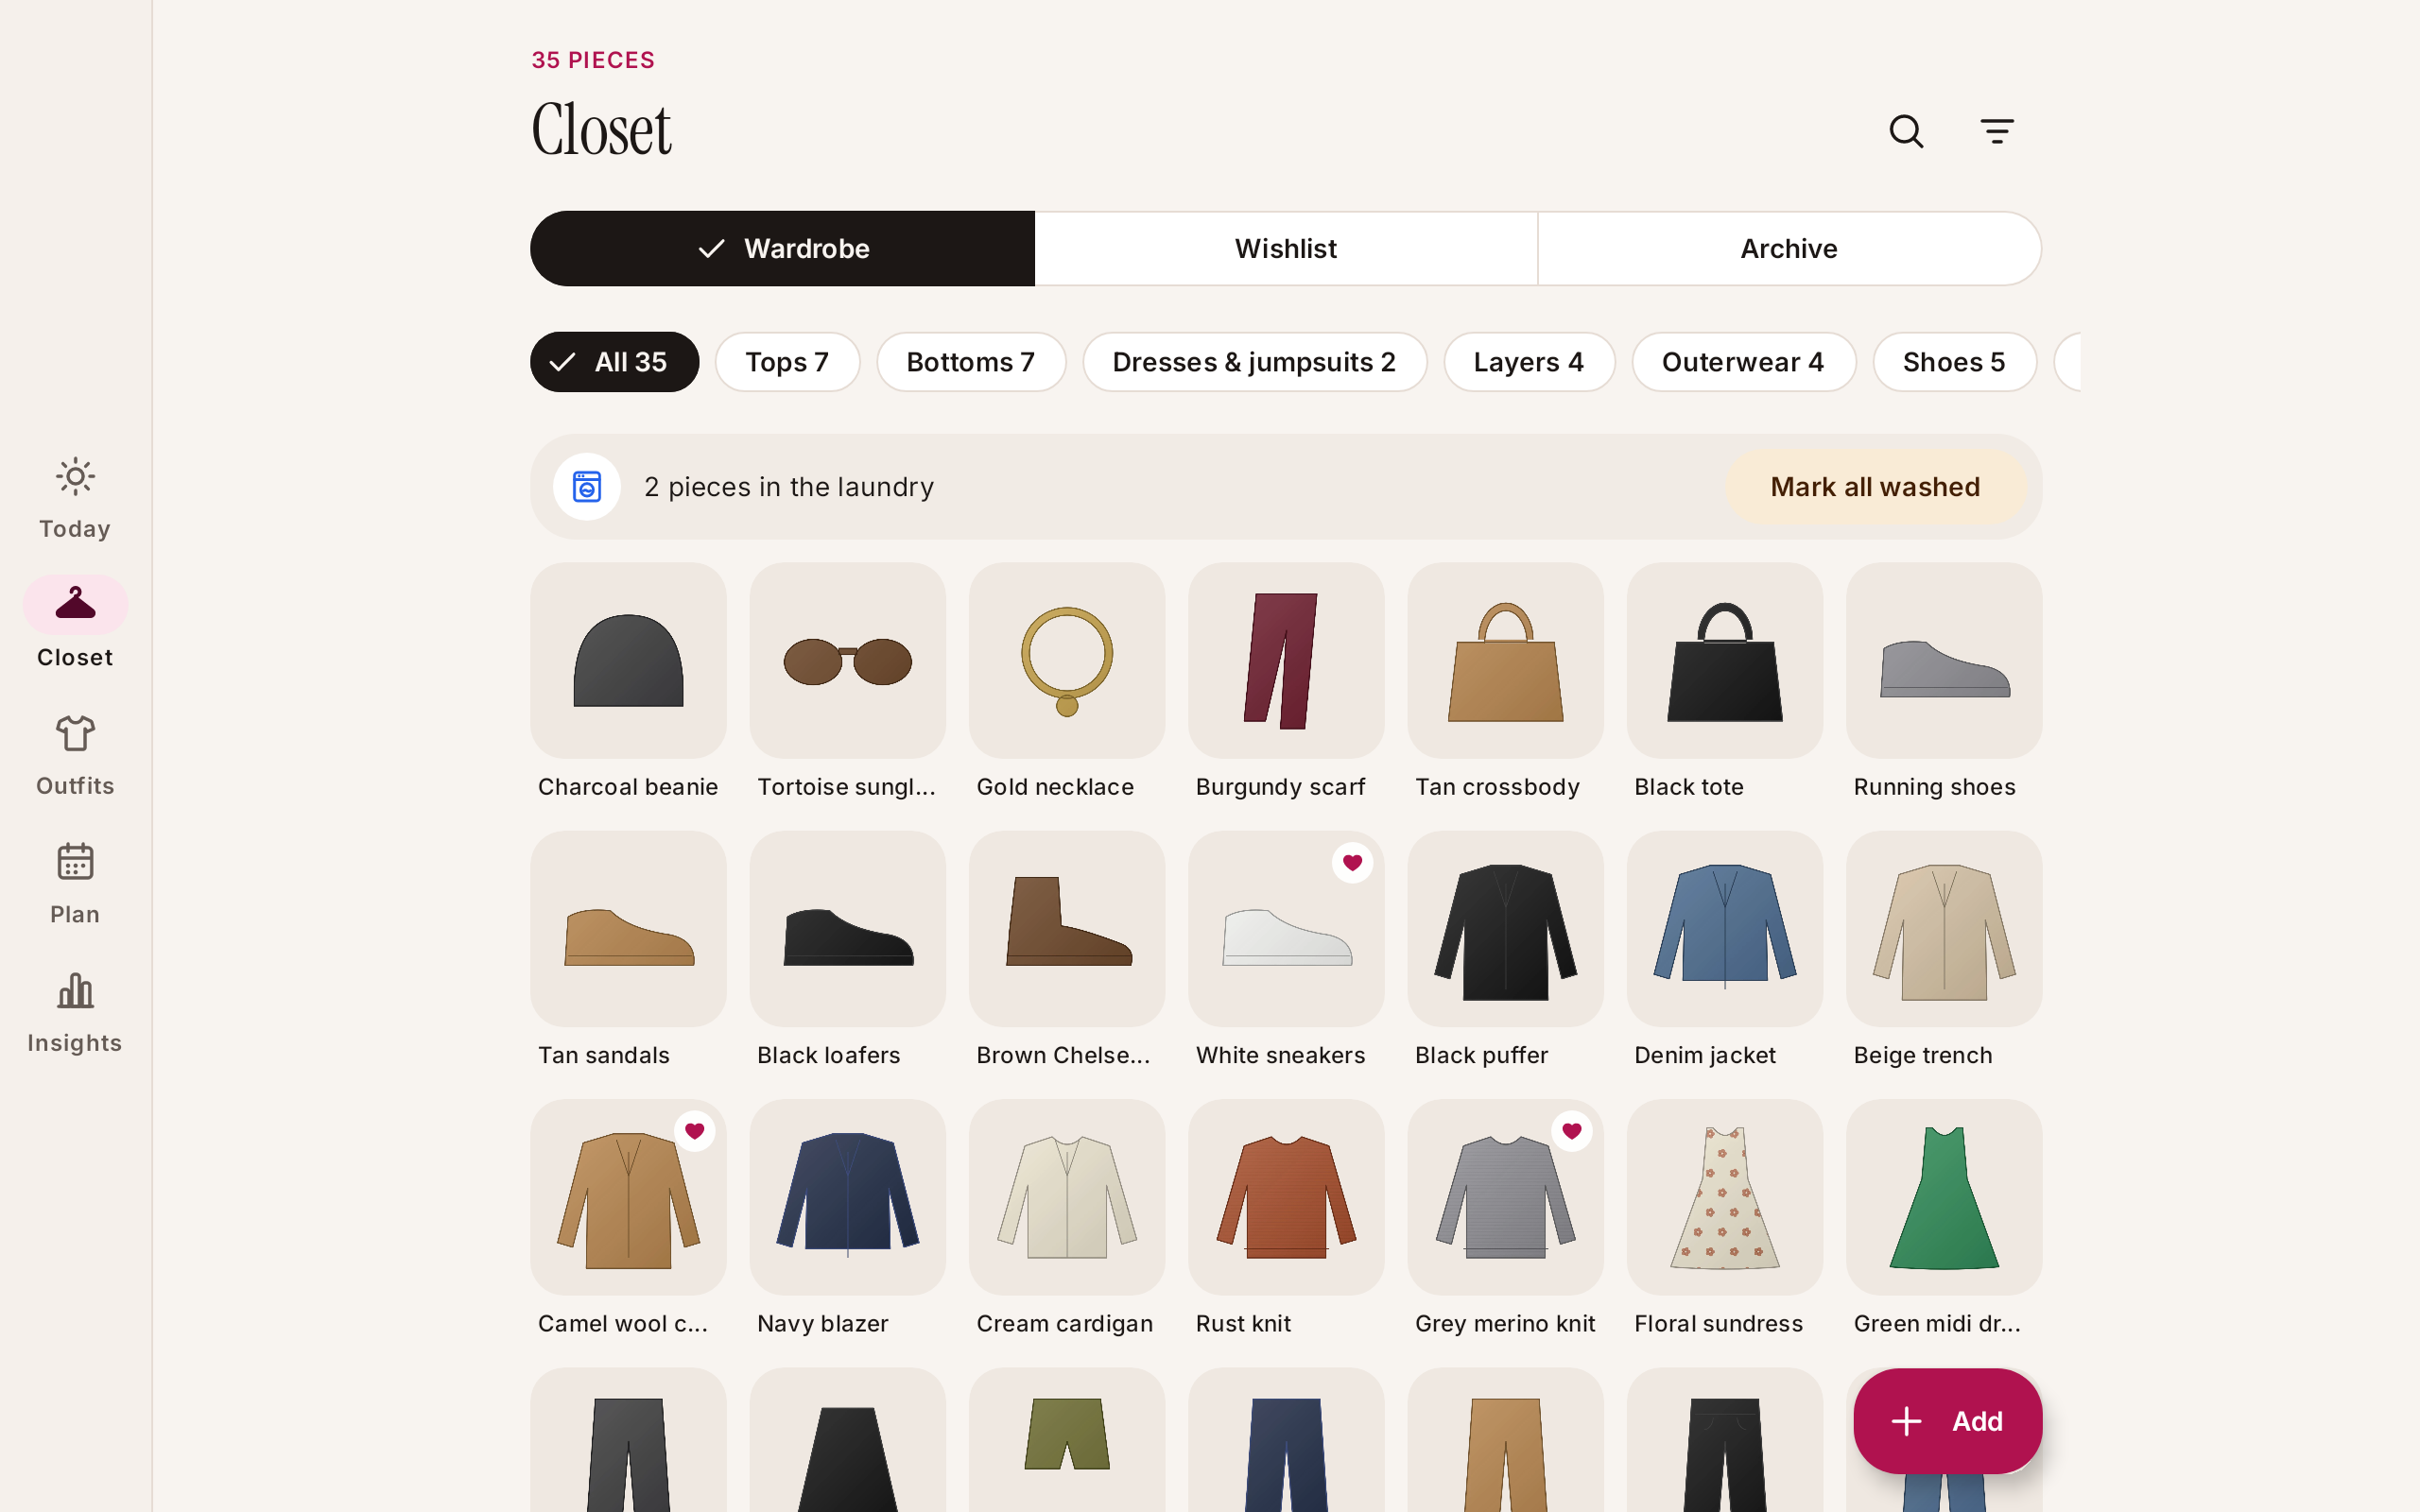 35 PIECES
Closet
Wardrobe
Wishlist
Archive
All 35
Tops 7
Bottoms 7
Dresses & jumpsuits 2
Layers 4
Outerwear 4
Shoes 5
2 pieces in the laundry
Mark all washed
Today
Closet
Outfits
Plan
Insights
Charcoal beanie
Tortoise sungl...
Gold necklace
Burgundy scarf
Tan crossbody
Black tote
Running shoes
Tan sandals
Black loafers
Brown Chelse...
White sneakers
Black puffer
Denim jacket
Beige trench
Camel wool c...
Navy blazer
Cream cardigan
Rust knit
Grey merino knit
Floral sundress
Green midi dr...
Add